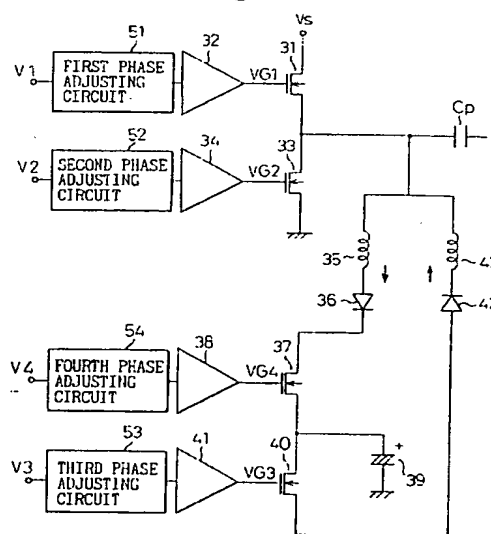 Vs
51
32
31
V1
FIRST PHASE
ADJUSTING
CIRCUIT
VG1
Cp
52
34
33
V2
SECOND PHASE
ADJUSTING
CIRCUIT
VG2
35
36
54
38
37
V4
FOURTH PHASE
ADJUSTING
CIRCUIT
VG4
53
41
40
V3
THIRD PHASE
ADJUSTING
CIRCUIT
VG3
+
39